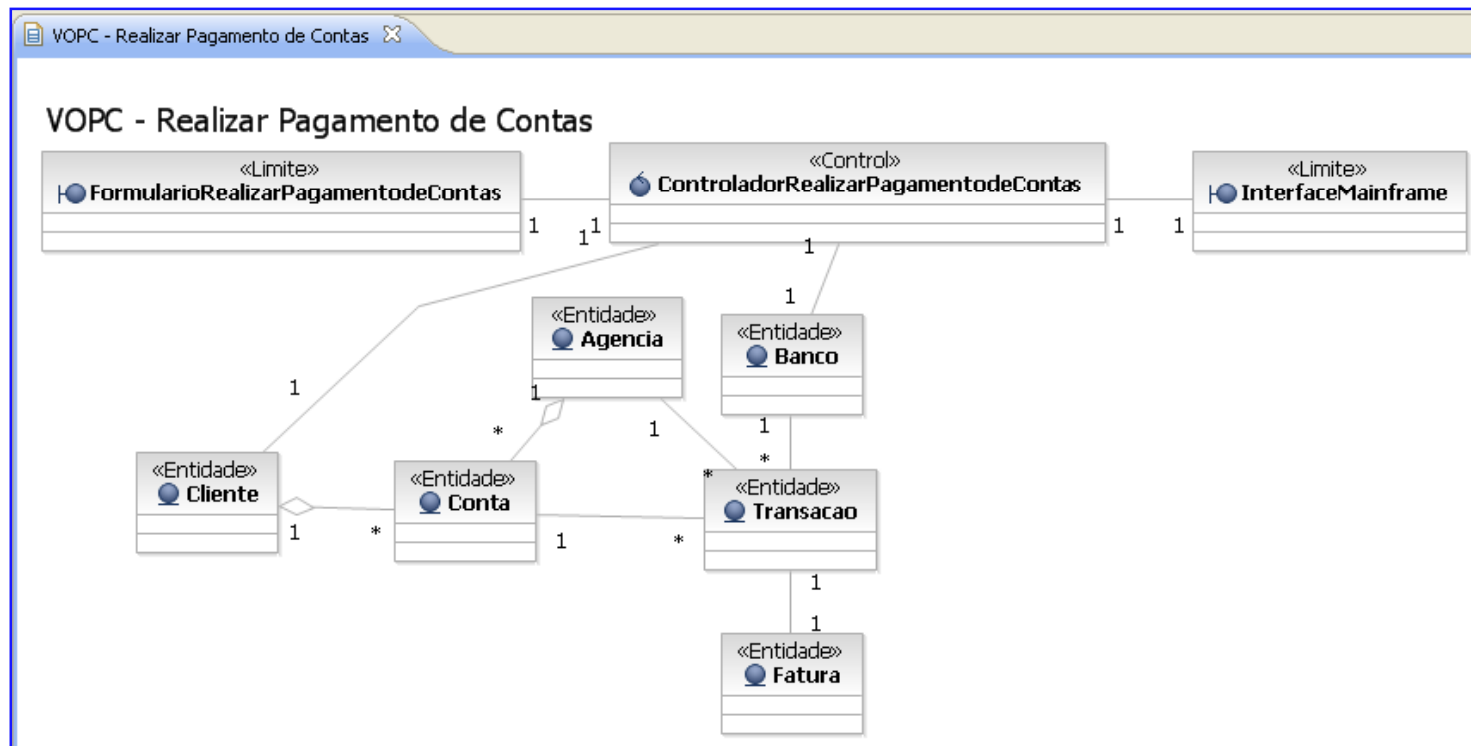 VOPC - Realizar Pagamento de Contas
VOPC - Realizar Pagamento de Contas
«Limite»
FormularioRealizarPagamentodeContas
«Control»
ControladorRealizarPagamentodeContas
«Limite»
InterfaceMainframe
1
1
1
1
1
1
1
1
«Entidade»
Agencia
«Entidade»
Banco
1
1
*
1
1
*
*
«Entidade»
Cliente
«Entidade»
Conta
«Entidade»
Transacao
1
*
1
*
1
1
«Entidade»
Fatura